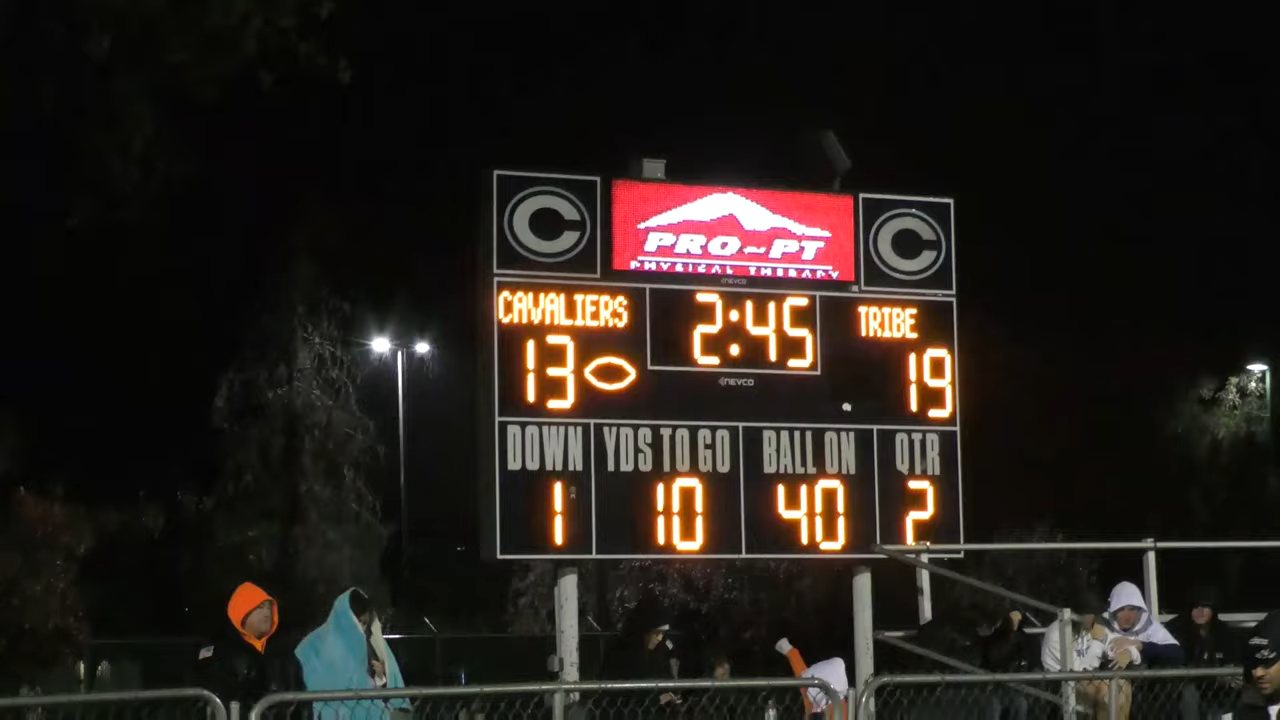 C
C
PRO~PT
PHYSICAL THERAPY
NEVCO
CAVALIERS 2:45 TRIBE
13 19
NEVCO
DOWN YDS TO GO BALL ON QTR
1 10 40 2